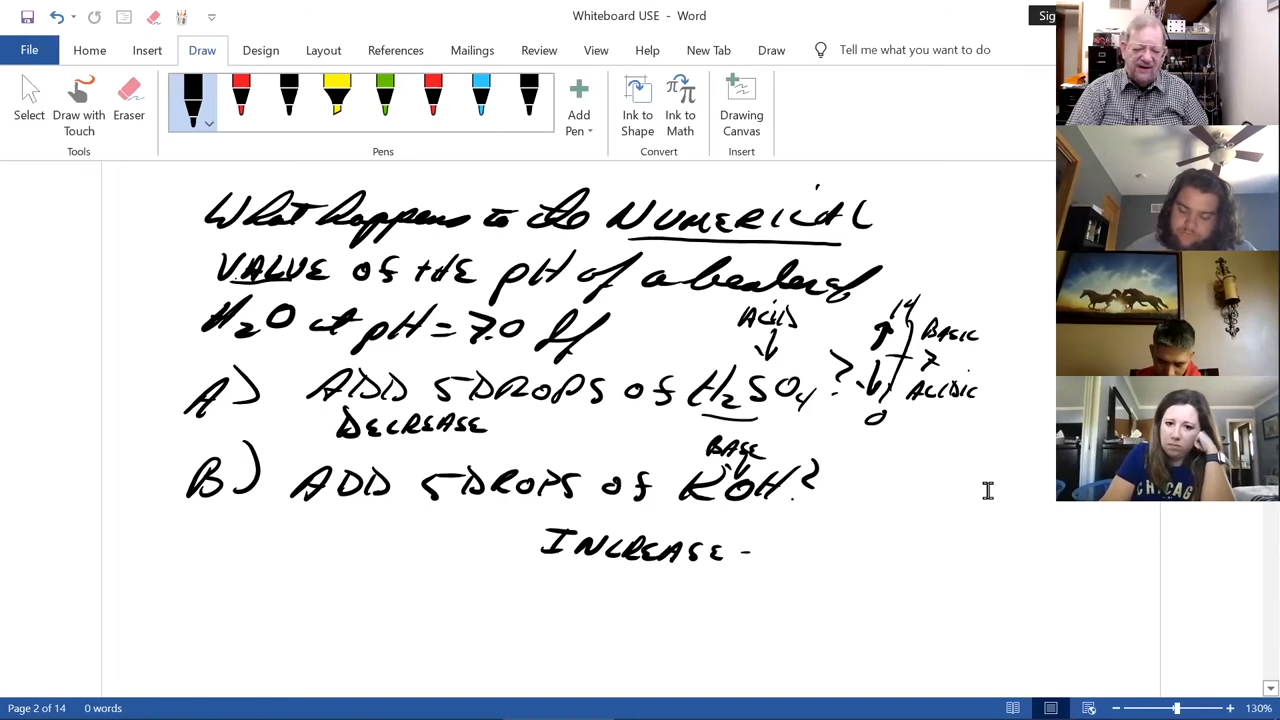 Whiteboard USE - Word
Sig
File Home Insert Draw Design Layout References Mailings Review View Help New Tab Draw Tell me what you want to do
Select Draw with Touch Eraser Add Pen Ink to Shape Ink to Math Drawing Canvas
Tools Pens Convert Insert
What happens to the NUMERICAL
VALUE OF tHE pH of a beaker of
H2O at pH = 7.0 If
ACID
14
BASIC
7
ACIDIC
0
A) ADD 5 DROPS of H2SO4?
DECREASE
BASE
B) ADD 5 DROPS of KOH?
INCREASE -
CHICAG
Page 2 of 14 0 words 130%